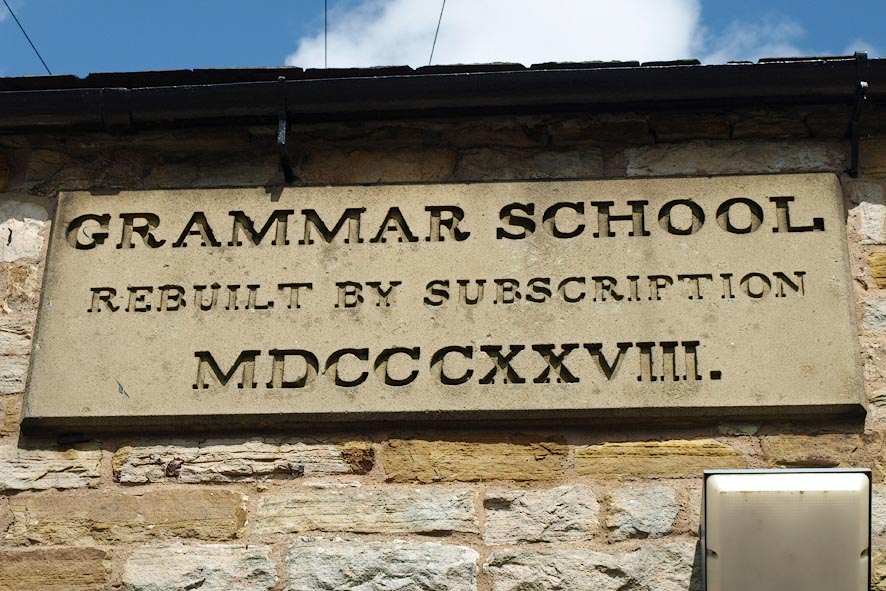 GRAMMAR SCHOOL
REBUILT BY SUBSCRIPTION
MDCCCXXVIII.